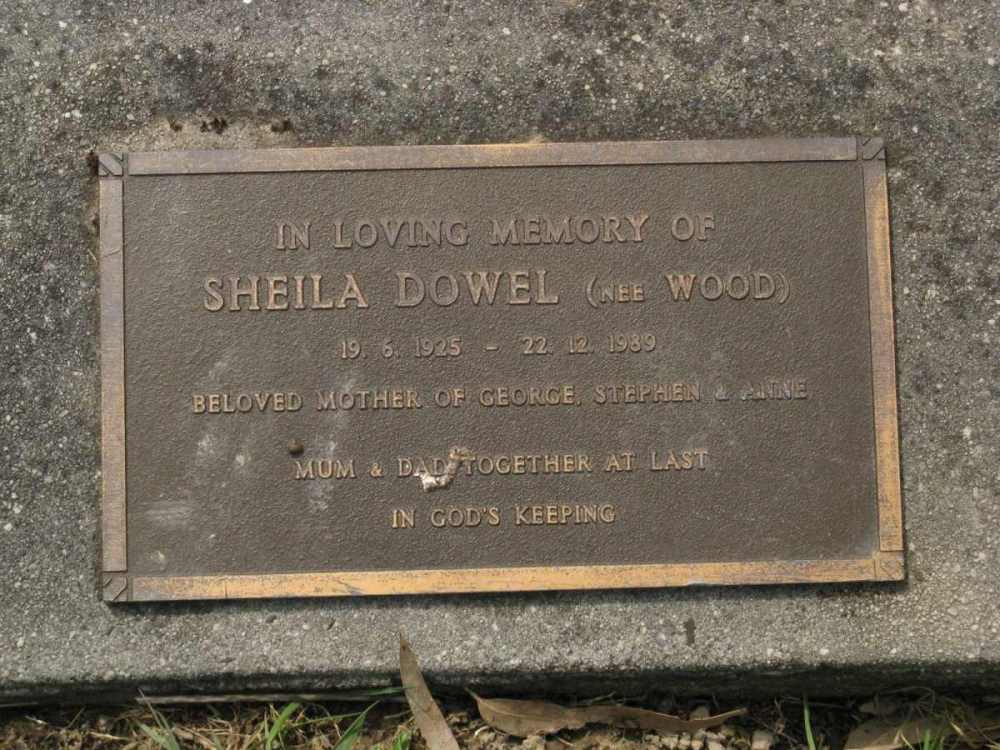 IN LOVING MEMORY OF
SHEILA DOWEL (NEE WOOD)
19. 6. 1925 - 22. 12. 1989
BELOVED MOTHER OF GEORGE, STEPHEN & ANNE
MUM & DAD TOGETHER AT LAST
IN GOD'S KEEPING